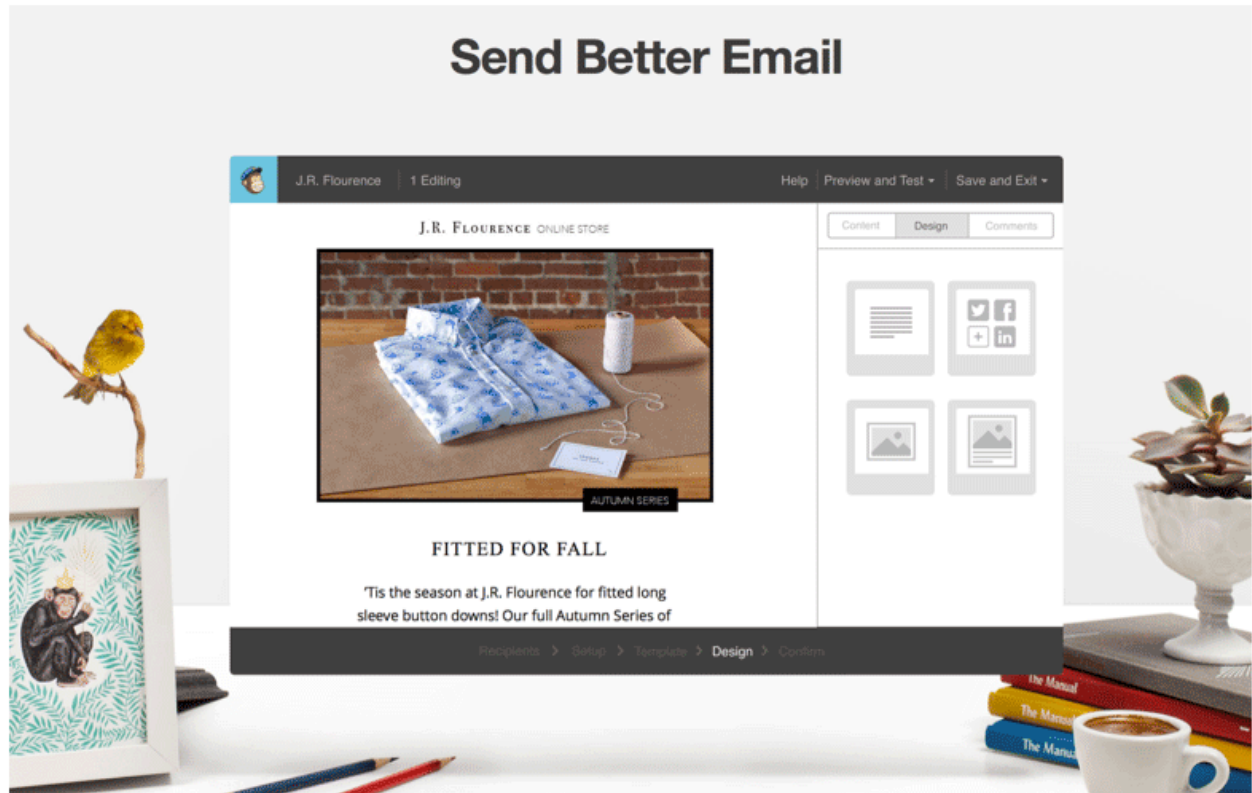 Send Better Email
J.R. Flourence
1 Editing
Help
Preview and Test
Save and Exit
J.R. FLOURENCE ONLINE STORE
Content
Design
Comments
AUTUMN SERIES
FITTED FOR FALL
'Tis the season at J.R. Flourence for fitted long
sleeve button downs! Our full Autumn Series of
Recipients > Setup > Template > Design > Confirm
The Manual
The Manual
The Manua